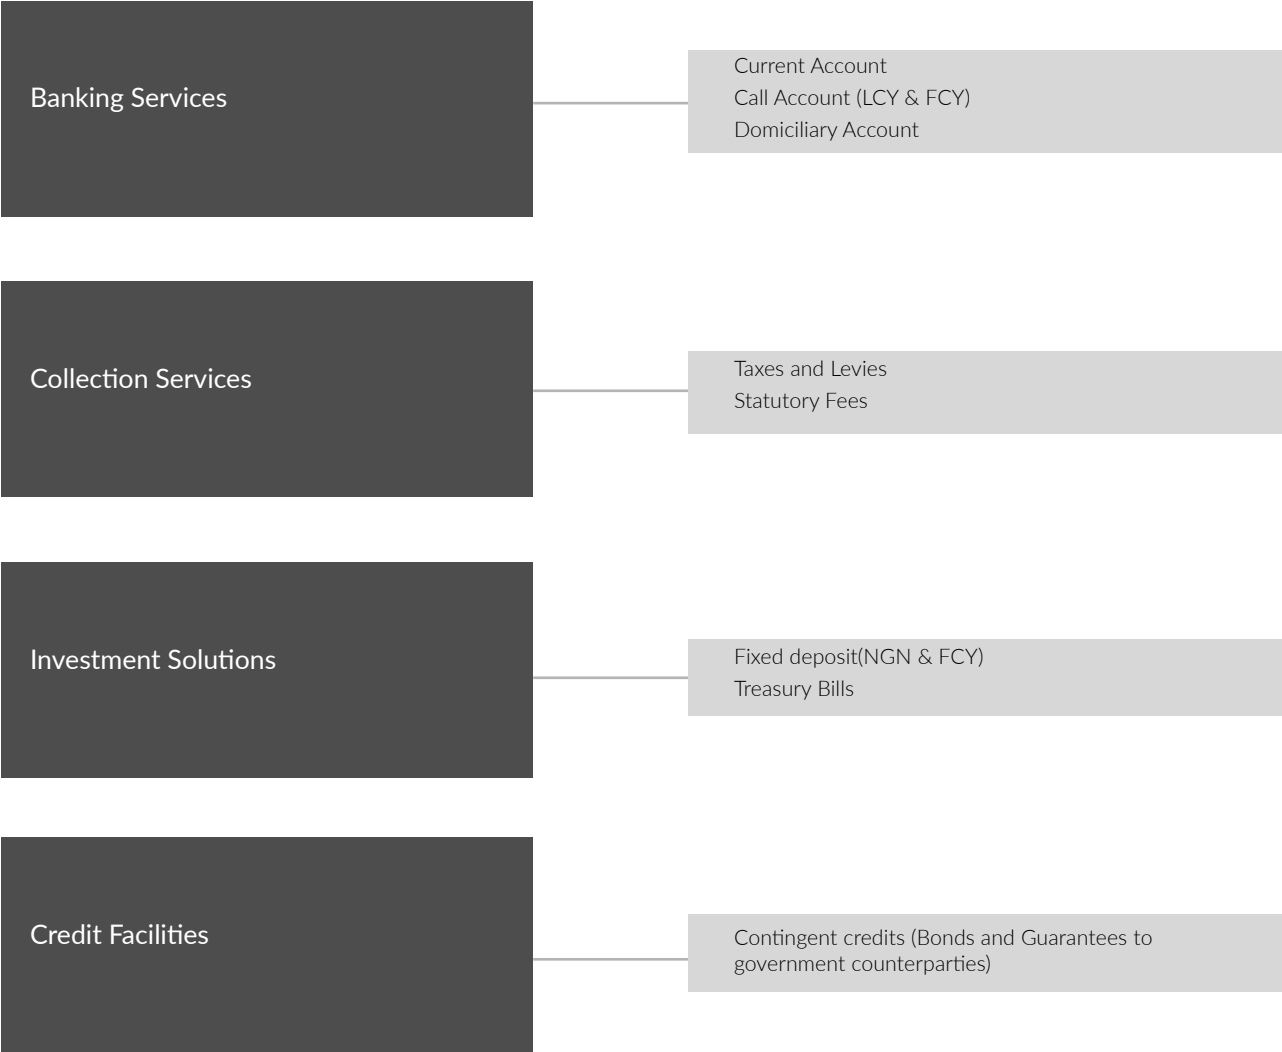 Banking Services
Current Account
Call Account (LCY & FCY)
Domiciliary Account
Collection Services
Taxes and Levies
Statutory Fees
Investment Solutions
Fixed deposit(NGN & FCY)
Treasury Bills
Credit Facilities
Contingent credits (Bonds and Guarantees to
government counterparties)